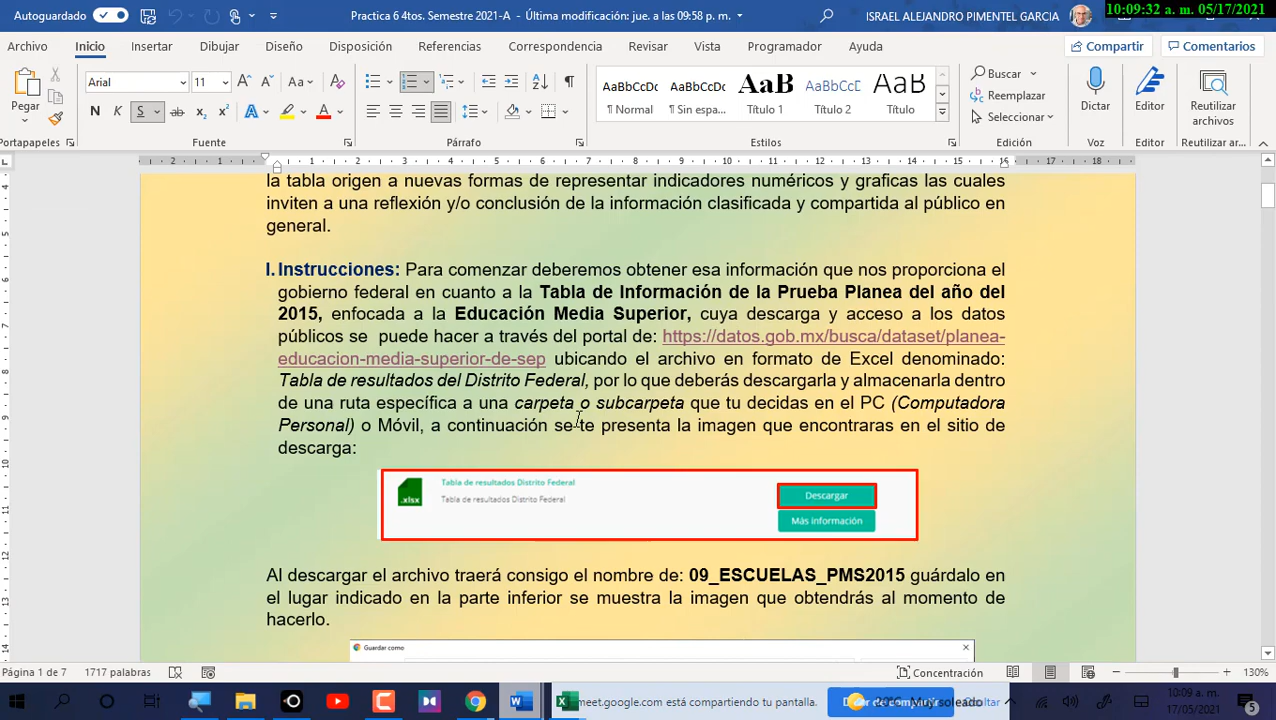 10:09:32 a. m. 05/17/2021
Autoguardado
Practica 6 4tos. Semestre 2021-A
Última modificación: jue. a las 09:58 p. m.
ISRAEL ALEJANDRO PIMENTEL GARCIA
Archivo Inicio Insertar Dibujar Diseño Disposición Referencias Correspondencia Revisar Vista Programador Ayuda
Compartir
Comentarios
Arial 11
Pegar
AaBbCcDc AaBbCcDc AaB AaBbCcD AaB
¶ Normal ¶ Sin espa... Título 1 Título 2 Título
Buscar
Reemplazar
Seleccionar
Dictar
Editor
Reutilizar archivos
Portapapeles Fuente Párrafo Estilos Edición Voz Editor Reutilizar ar...
la tabla origen a nuevas formas de representar indicadores numéricos y graficas las cuales
inviten a una reflexión y/o conclusión de la información clasificada y compartida al público en
general.
I. Instrucciones: Para comenzar deberemos obtener esa información que nos proporciona el
gobierno federal en cuanto a la Tabla de Información de la Prueba Planea del año del
2015, enfocada a la Educación Media Superior, cuya descarga y acceso a los datos
públicos se puede hacer a través del portal de: https://datos.gob.mx/busca/dataset/planea-
educacion-media-superior-de-sep ubicando el archivo en formato de Excel denominado:
Tabla de resultados del Distrito Federal, por lo que deberás descargarla y almacenarla dentro
de una ruta específica a una carpeta o subcarpeta que tu decidas en el PC (Computadora
Personal) o Móvil, a continuación se te presenta la imagen que encontraras en el sitio de
descarga:
.xlsx
Tabla de resultados Distrito Federal
Tabla de resultados Distrito Federal
Descargar
Más información
Al descargar el archivo traerá consigo el nombre de: 09_ESCUELAS_PMS2015 guárdalo en
el lugar indicado en la parte inferior se muestra la imagen que obtendrás al momento de
hacerlo.
Guardar como
Página 1 de 7 1717 palabras
Concentración
130%
meet.google.com está compartiendo tu pantalla.
Muy soleado
10:09 a. m.
17/05/2021
5